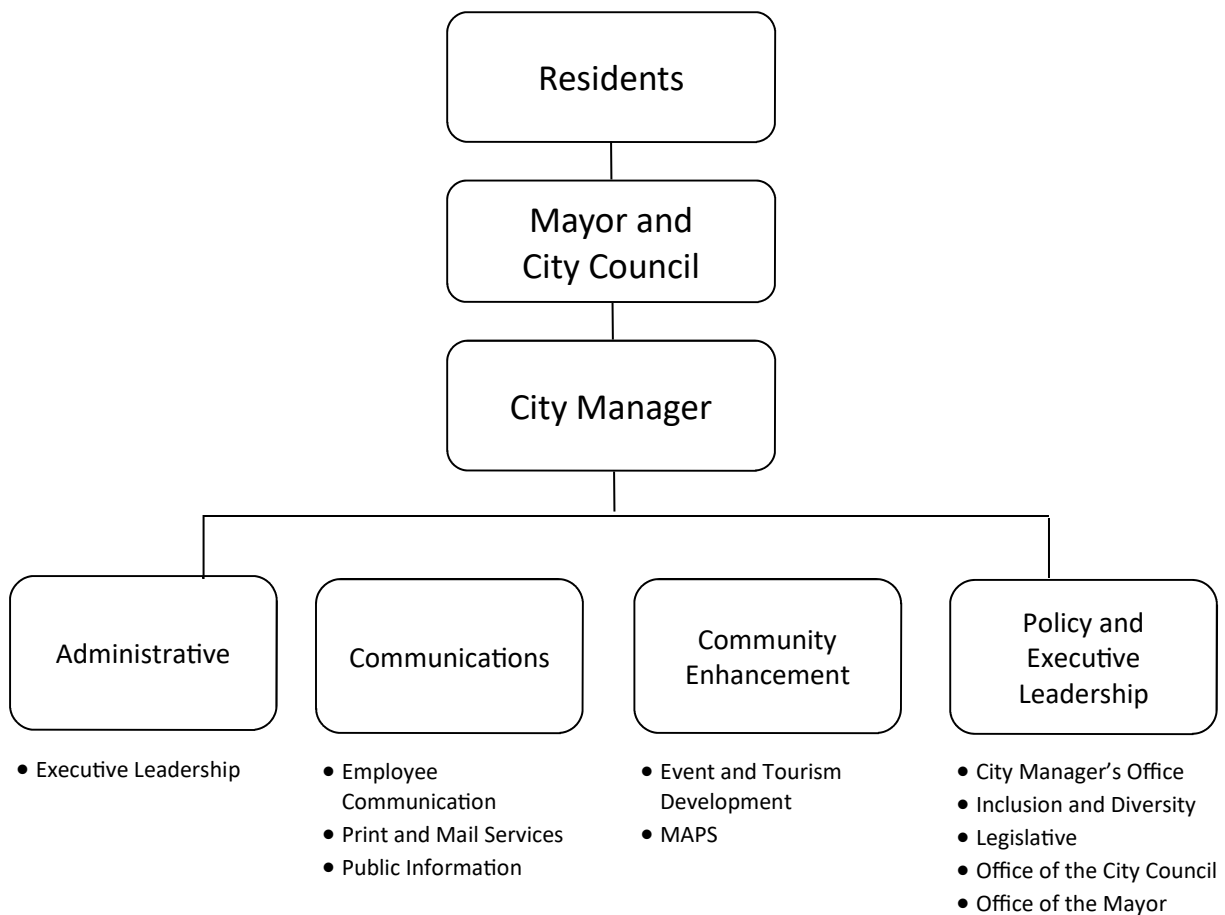 Residents
Mayor and
City Council
City Manager
Administrative
• Executive Leadership
Communications
• Employee
Communication
• Print and Mail Services
• Public Information
Community
Enhancement
• Event and Tourism
Development
• MAPS
Policy and
Executive
Leadership
• City Manager’s Office
• Inclusion and Diversity
• Legislative
• Office of the City Council
• Office of the Mayor